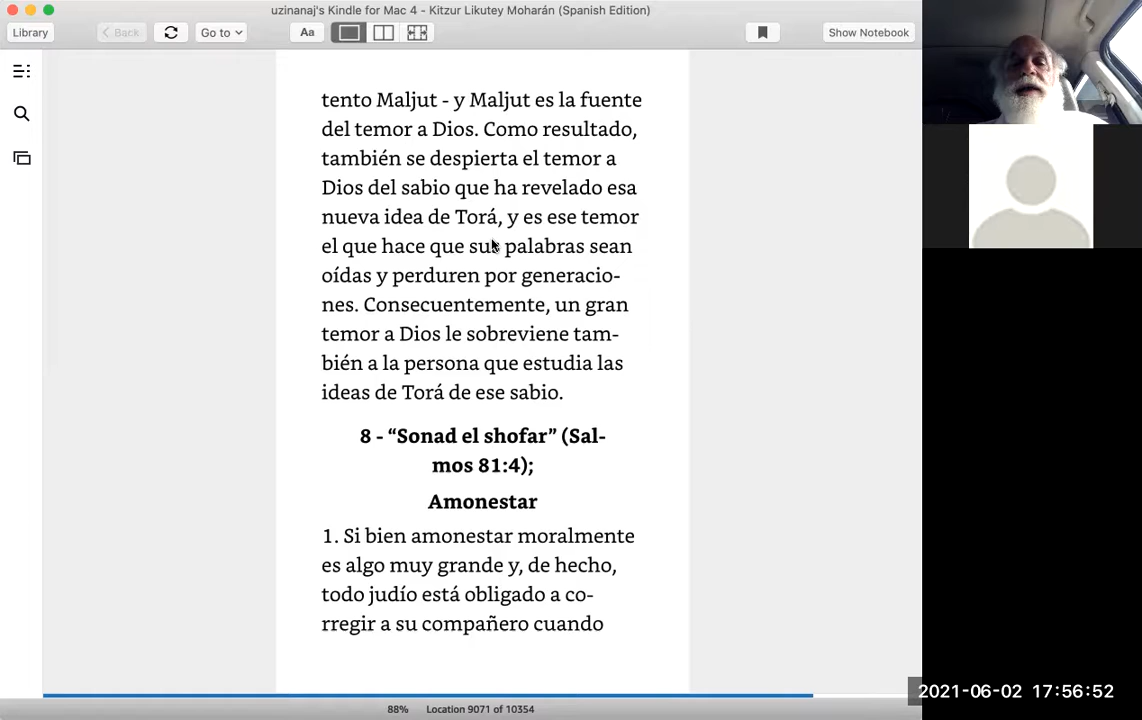 uzinanaj's Kindle for Mac 4 - Kitzur Likutey Moharán (Spanish Edition)
Library
Back
Go to
Aa
Show Notebook
tento Maljut - y Maljut es la fuente
del temor a Dios. Como resultado,
también se despierta el temor a
Dios del sabio que ha revelado esa
nueva idea de Torá, y es ese temor
el que hace que sus palabras sean
oídas y perduren por generacio-
nes. Consecuentemente, un gran
temor a Dios le sobreviene tam-
bién a la persona que estudia las
ideas de Torá de ese sabio.
8 - “Sonad el shofar” (Sal-
mos 81:4);
Amonestar
1. Si bien amonestar moralmente
es algo muy grande y, de hecho,
todo judío está obligado a co-
rregir a su compañero cuando
88%
Location 9071 of 10354
2021-06-02 17:56:52